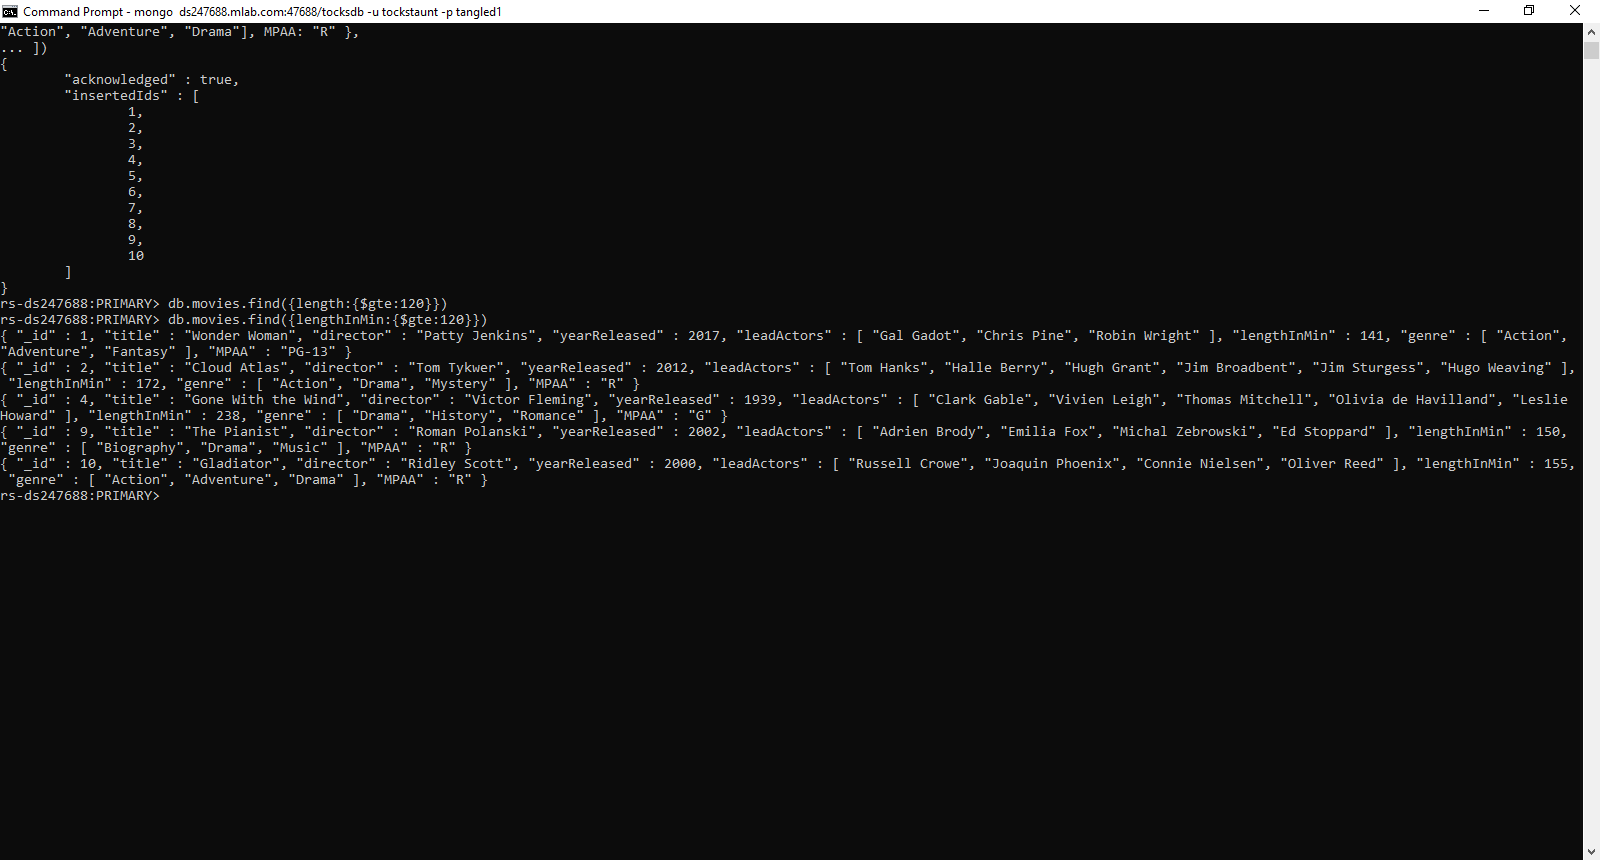 Command Prompt - mongo  ds247688.mlab.com:47688/tocksdb -u tockstaunt -p tangled1
"Action", "Adventure", "Drama"], MPAA: "R" },
... ])
{
        "acknowledged" : true,
        "insertedIds" : [
                1,
                2,
                3,
                4,
                5,
                6,
                7,
                8,
                9,
                10
        ]
}
rs-ds247688:PRIMARY> db.movies.find({length:{$gte:120}})
rs-ds247688:PRIMARY> db.movies.find({lengthInMin:{$gte:120}})
{ "_id" : 1, "title" : "Wonder Woman", "director" : "Patty Jenkins", "yearReleased" : 2017, "leadActors" : [ "Gal Gadot", "Chris Pine", "Robin Wright" ], "lengthInMin" : 141, "genre" : [ "Action",
"Adventure", "Fantasy" ], "MPAA" : "PG-13" }
{ "_id" : 2, "title" : "Cloud Atlas", "director" : "Tom Tykwer", "yearReleased" : 2012, "leadActors" : [ "Tom Hanks", "Halle Berry", "Hugh Grant", "Jim Broadbent", "Jim Sturgess", "Hugo Weaving" ],
 "lengthInMin" : 172, "genre" : [ "Action", "Drama", "Mystery" ], "MPAA" : "R" }
{ "_id" : 4, "title" : "Gone With the Wind", "director" : "Victor Fleming", "yearReleased" : 1939, "leadActors" : [ "Clark Gable", "Vivien Leigh", "Thomas Mitchell", "Olivia de Havilland", "Leslie
Howard" ], "lengthInMin" : 238, "genre" : [ "Drama", "History", "Romance" ], "MPAA" : "G" }
{ "_id" : 9, "title" : "The Pianist", "director" : "Roman Polanski", "yearReleased" : 2002, "leadActors" : [ "Adrien Brody", "Emilia Fox", "Michal Zebrowski", "Ed Stoppard" ], "lengthInMin" : 150,
"genre" : [ "Biography", "Drama", "Music" ], "MPAA" : "R" }
{ "_id" : 10, "title" : "Gladiator", "director" : "Ridley Scott", "yearReleased" : 2000, "leadActors" : [ "Russell Crowe", "Joaquin Phoenix", "Connie Nielsen", "Oliver Reed" ], "lengthInMin" : 155,
 "genre" : [ "Action", "Adventure", "Drama" ], "MPAA" : "R" }
rs-ds247688:PRIMARY>